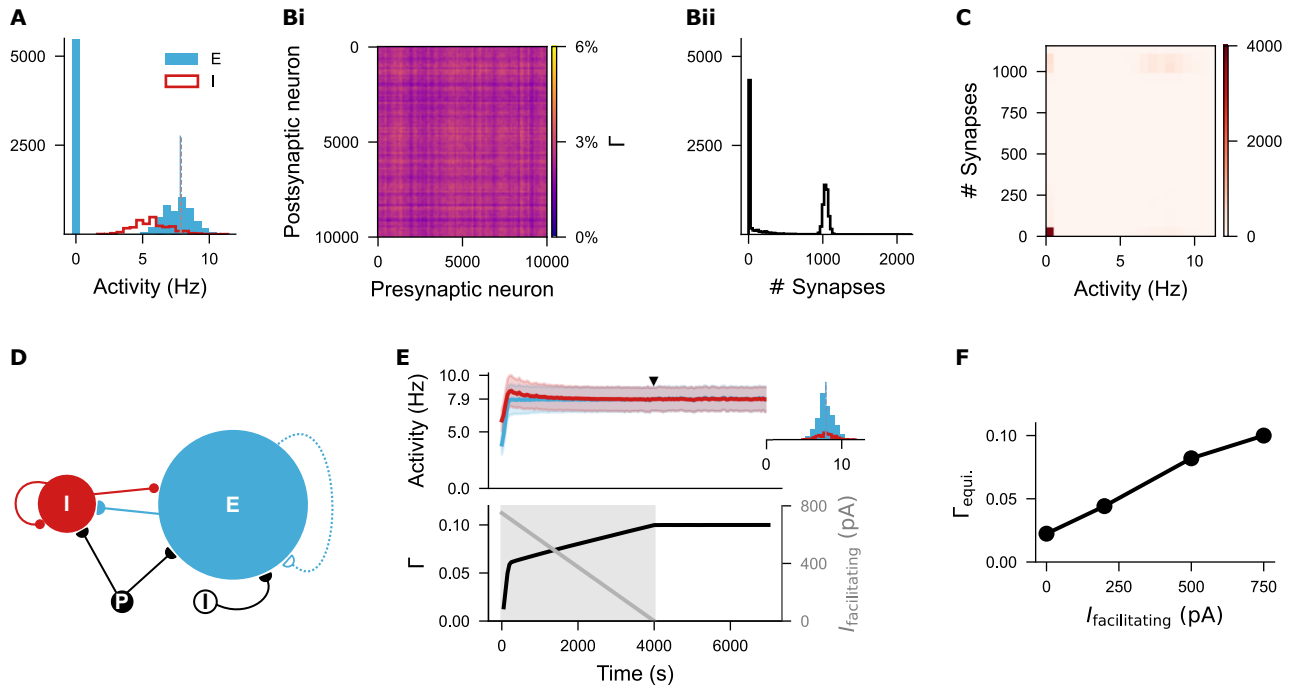 A
Bi
Bii
C
5000
2500
E
I
0
5
10
Activity (Hz)
Postsynaptic neuron
0
5000
10000
0
5000
10000
Presynaptic neuron
6%
3%
0%
Γ
5000
2500
0
1000
2000
# Synapses
# Synapses
1000
750
500
250
0
0
5
10
Activity (Hz)
4000
2000
0
D
I
E
P
I
E
Activity (Hz)
10.0
7.9
5.0
0.0
0
10
Γ
0.10
0.05
0.00
800
400
0
I facilitating (pA)
0
2000
4000
6000
Time (s)
F
Γequi.
0.10
0.05
0.00
0
250
500
750
I facilitating (pA)